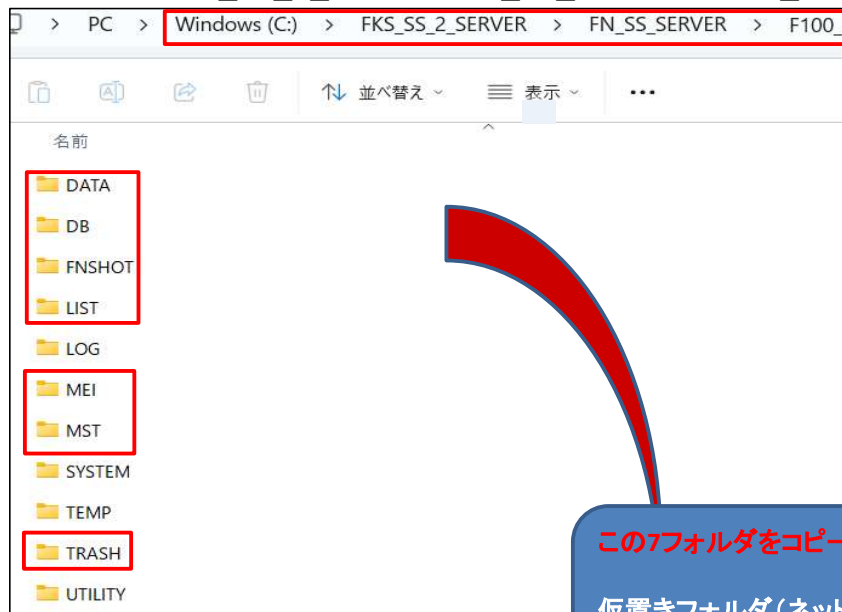 PC > Windows (C:) > FKS_SS_2_SERVER > FN_SS_SERVER > F100_
並べ替え 表示 ...
名前
DATA
DB
FNSHOT
LIST
LOG
MEI
MST
SYSTEM
TEMP
TRASH
UTILITY
この7フォルダをコピー
仮置きフォルダ(ネット